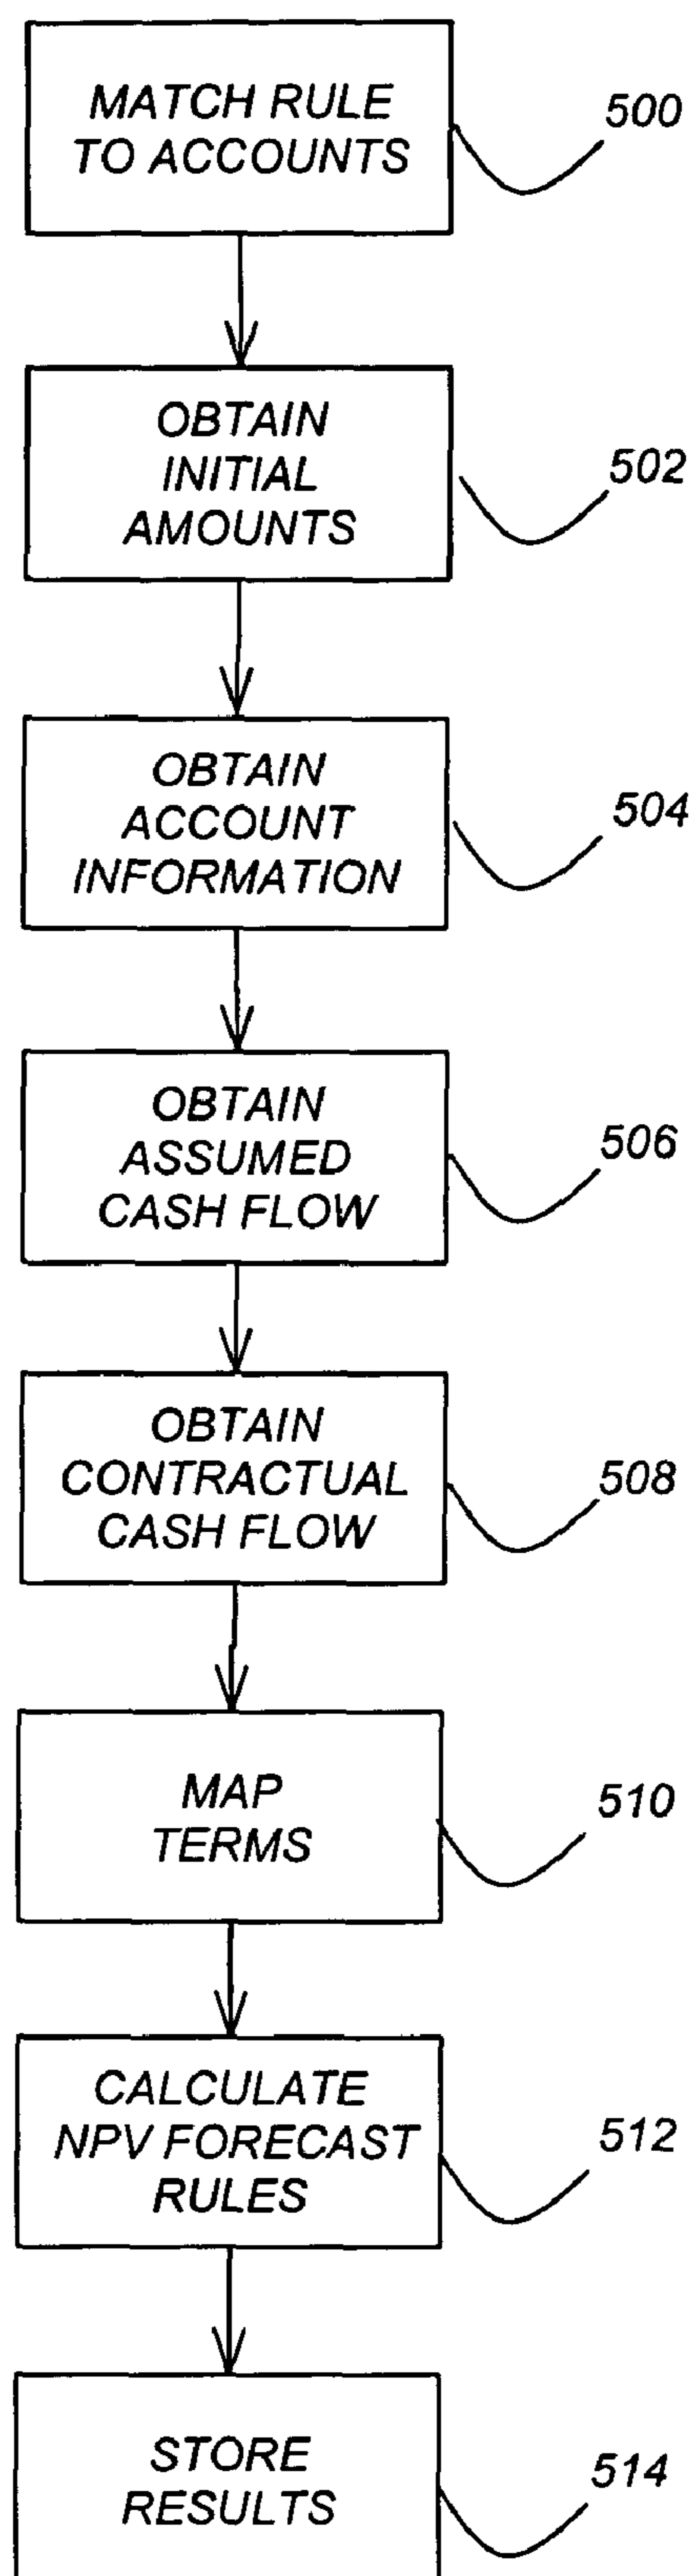 MATCH RULE
TO ACCOUNTS
500
OBTAIN
INITIAL
AMOUNTS
502
OBTAIN
ACCOUNT
INFORMATION
504
OBTAIN
ASSUMED
CASH FLOW
506
OBTAIN
CONTRACTUAL
CASH FLOW
508
MAP
TERMS
510
CALCULATE
NPV FORECAST
RULES
512
STORE
RESULTS
514